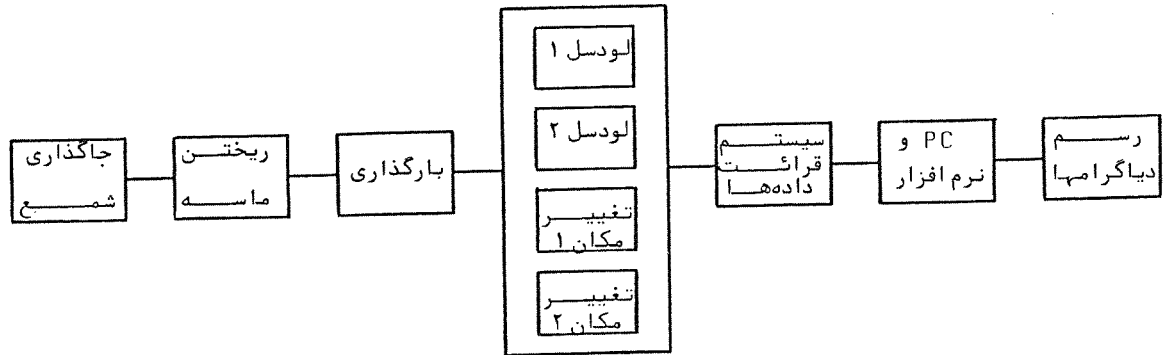 جاگذاری
شمع
ریختن
ماسه
بارگذاری
لودسل ۱
لودسل ۲
تغییر
مکان ۱
تغییر
مکان ۲
سیستم
قرائت
داده‌ها
PC و
نرم افزار
رسم
دیاگرامها